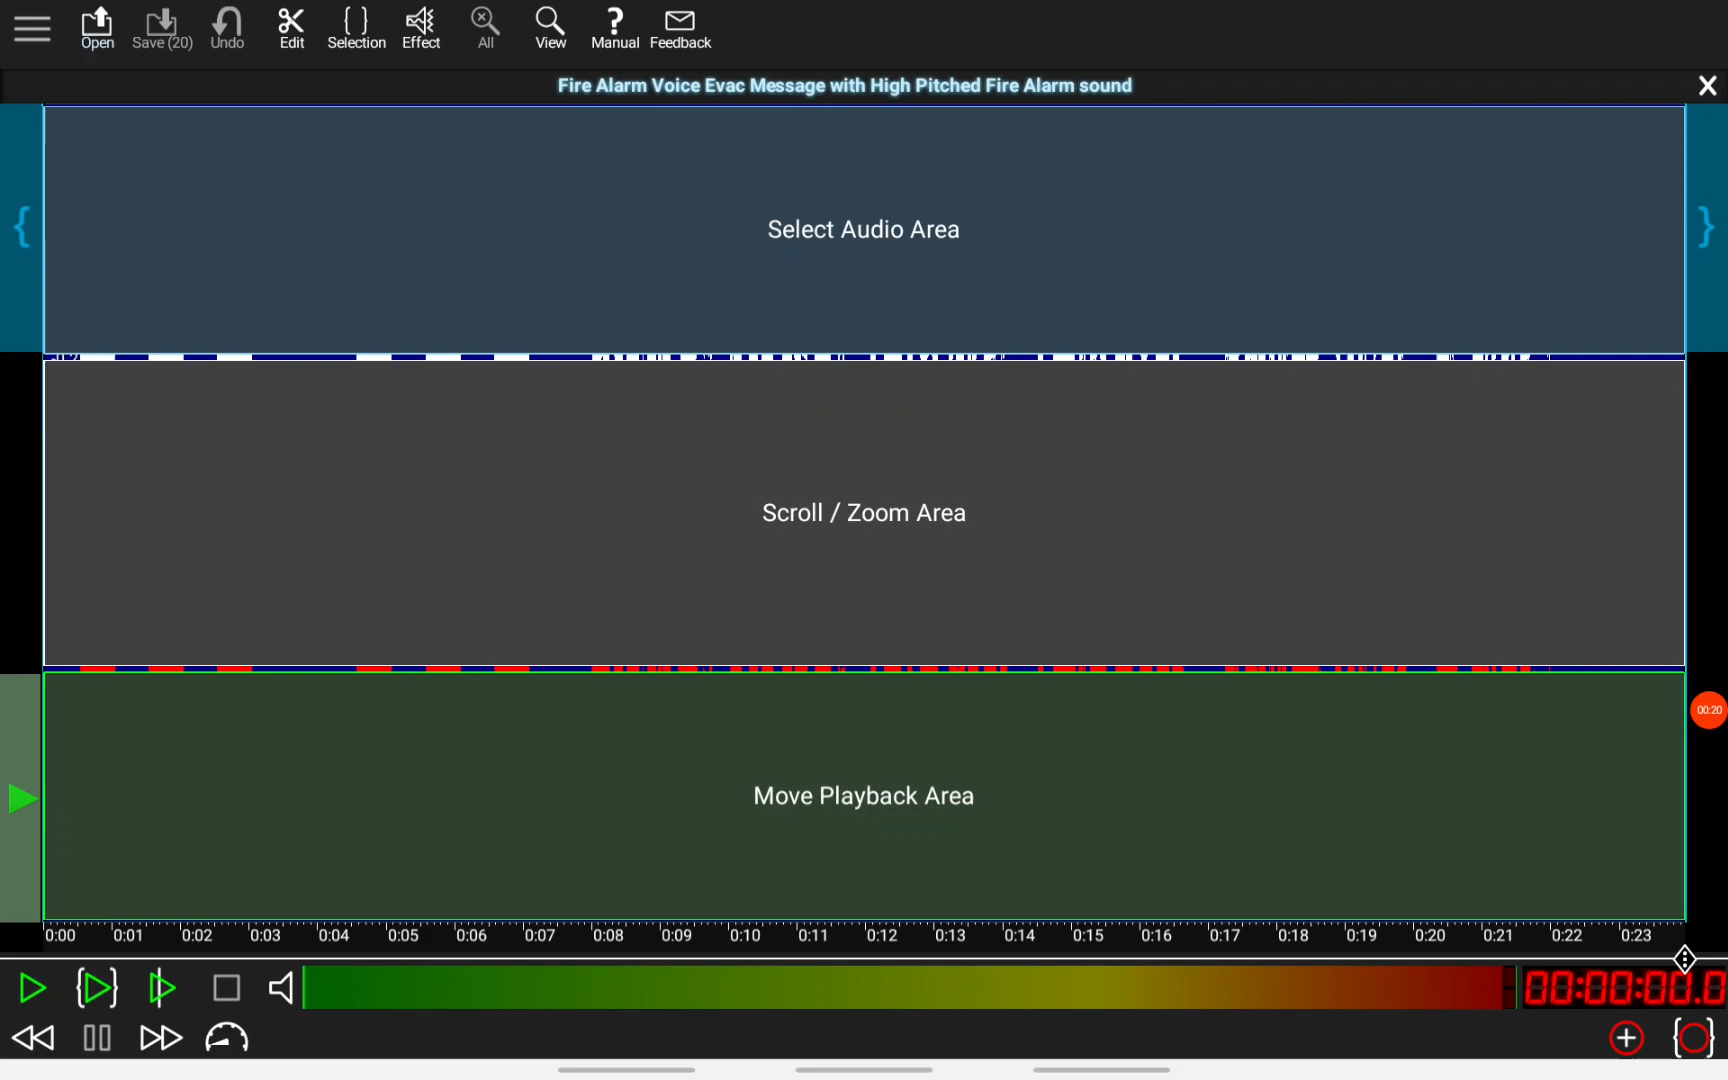 Open Save (20) Undo Edit Selection Effect All View Manual Feedback
Fire Alarm Voice Evac Message with High Pitched Fire Alarm sound
Select Audio Area
Scroll / Zoom Area
00:20
Move Playback Area
0:00 0:01 0:02 0:03 0:04 0:05 0:06 0:07 0:08 0:09 0:10 0:11 0:12 0:13 0:14 0:15 0:16 0:17 0:18 0:19 0:20 0:21 0:22 0:23
00:00:00.0